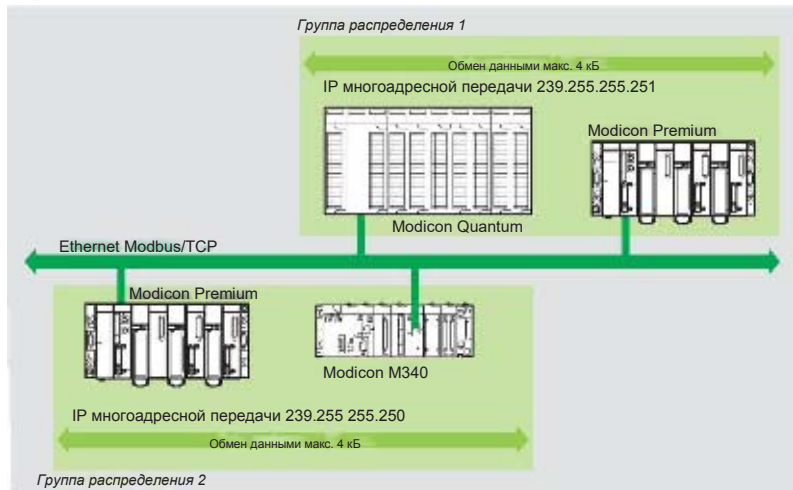 Группа распределения 1
Обмен данными макс. 4 кБ
IP многоадресной передачи 239.255.255.251
Modicon Premium
Modicon Quantum
Ethernet Modbus/TCP
Modicon Premium
Modicon M340
IP многоадресной передачи 239.255 255.250
Обмен данными макс. 4 кБ
Группа распределения 2